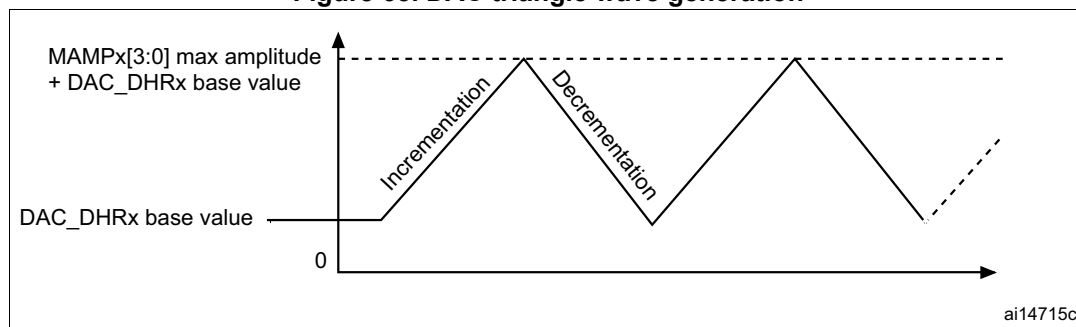 MAMPx[3:0] max amplitude
+ DAC_DHRx base value
Incrementation
Decrementation
DAC_DHRx base value
0
ai14715c